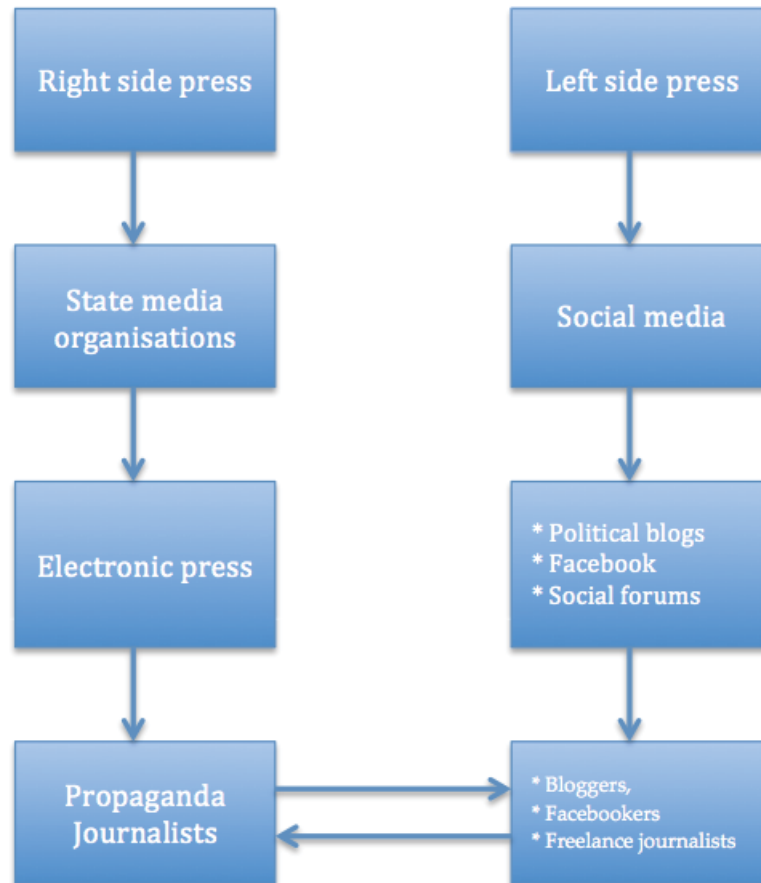 Right side press
Left side press
State media
organisations
Social media
Electronic press
* Political blogs
* Facebook
* Social forums
Propaganda
Journalists
* Bloggers,
* Facebookers
* Freelance journalists